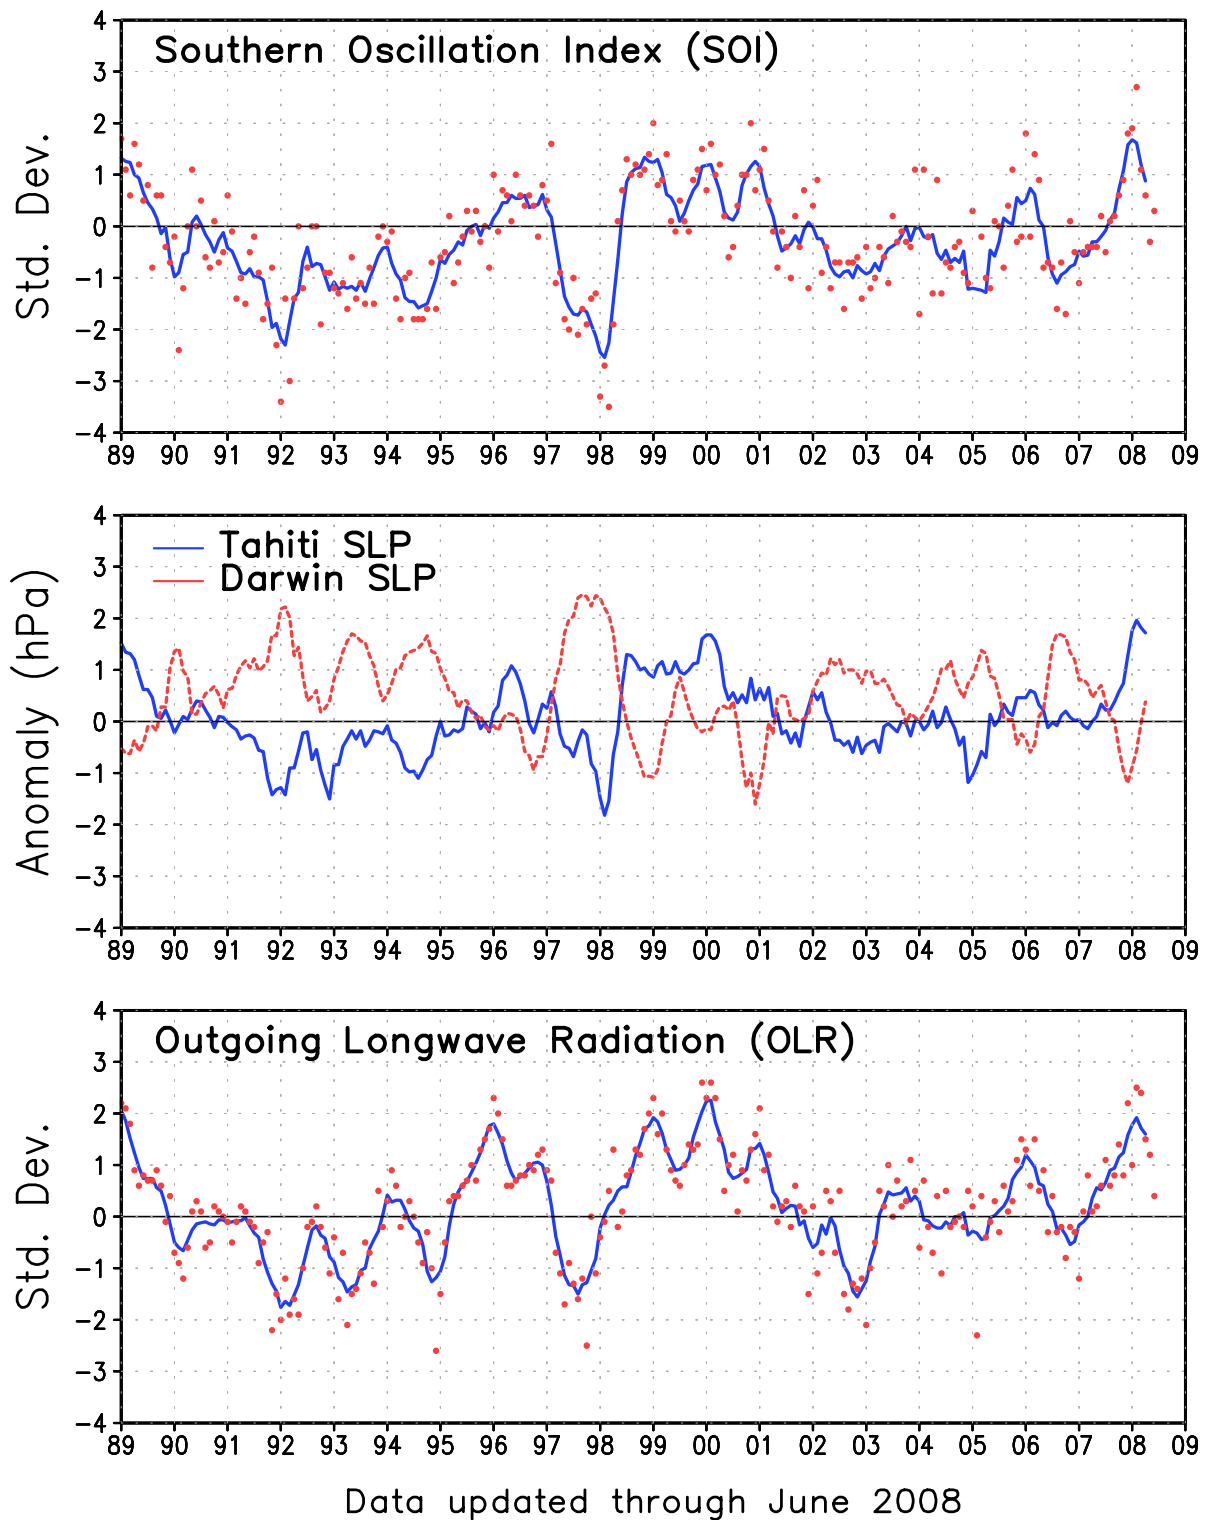 Southern Oscillation Index (SOI)
Std. Dev.
4
3
2
1
0
−1
−2
−3
−4
89 90 91 92 93 94 95 96 97 98 99 00 01 02 03 04 05 06 07 08 09
Tahiti SLP
Darwin SLP
Anomaly (hPa)
4
3
2
1
0
−1
−2
−3
−4
89 90 91 92 93 94 95 96 97 98 99 00 01 02 03 04 05 06 07 08 09
Outgoing Longwave Radiation (OLR)
Std. Dev.
4
3
2
1
0
−1
−2
−3
−4
89 90 91 92 93 94 95 96 97 98 99 00 01 02 03 04 05 06 07 08 09
Data updated through June 2008